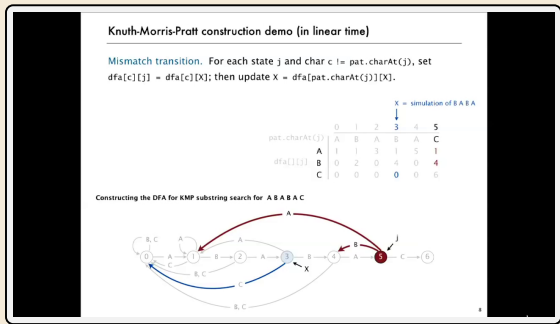 Knuth-Morris-Pratt construction demo (in linear time)
Mismatch transition. For each state j and char c != pat.charAt(j), set
dfa[c][j] = dfa[c][X]; then update X = dfa[pat.charAt(j)][X].
X = simulation of B A B A
0 1 2 3 4 5
pat.charAt(j) A B A B A C
A 1 1 3 1 5 1
dfa[][j] B 0 2 0 4 0 4
C 0 0 0 0 0 6
Constructing the DFA for KMP substring search for A B A B A C
A
j
B, C A A B
0 A 1 B 2 A 3 B 4 A 5 C 6
C
B, C X
C
B, C
8